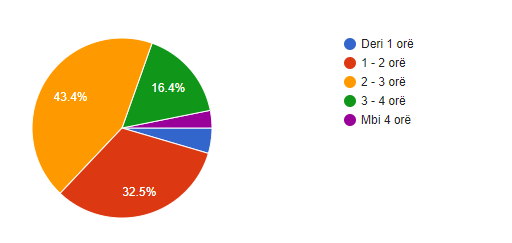 Deri 1 orë
1 - 2 orë
2 - 3 orë
3 - 4 orë
Mbi 4 orë
43.4%
16.4%
32.5%